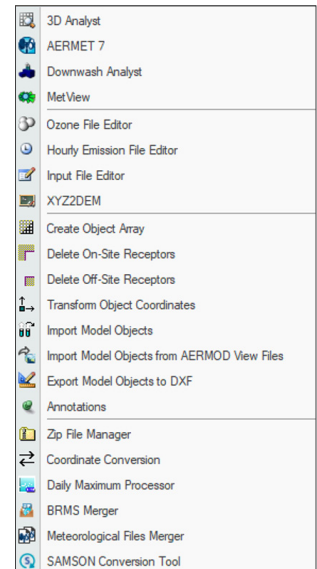 3D Analyst
AERMET 7
Downwash Analyst
MetView
Ozone File Editor
Hourly Emission File Editor
Input File Editor
XYZ2DEM
Create Object Array
Delete On-Site Receptors
Delete Off-Site Receptors
Transform Object Coordinates
Import Model Objects
Import Model Objects from AERMOD View Files
Export Model Objects to DXF
Annotations
Zip File Manager
Coordinate Conversion
Daily Maximum Processor
BRMS Merger
Meteorological Files Merger
SAMSON Conversion Tool